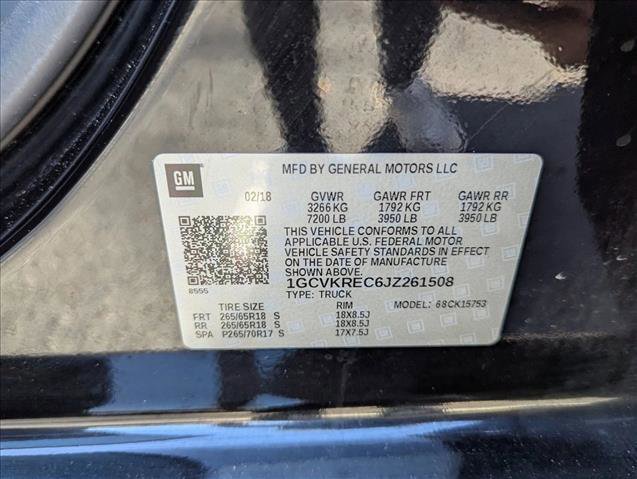 GM
MFD BY GENERAL MOTORS LLC
02/18 GVWR GAWR FRT GAWR RR
3266 KG 1792 KG 1792 KG
7200 LB 3950 LB 3950 LB
THIS VEHICLE CONFORMS TO ALL
APPLICABLE U.S. FEDERAL MOTOR
VEHICLE SAFETY STANDARDS IN EFFECT
ON THE DATE OF MANUFACTURE
SHOWN ABOVE.
1GCVKREC6JZ261508
8555 TYPE: TRUCK
MODEL: 68CK15753
TIRE SIZE RIM
FRT 265/65R18 S 18X8.5J
RR 265/65R18 S 18X8.5J
SPA P265/70R17 S 17X7.5J